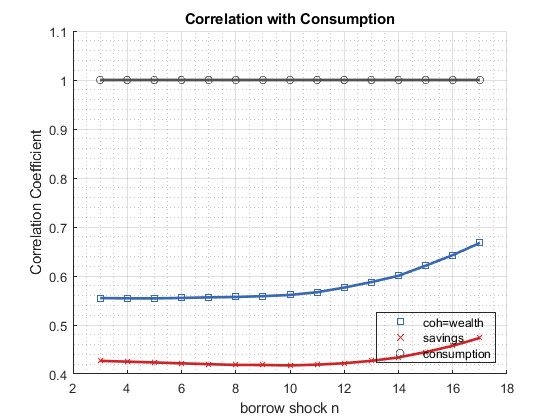 Correlation with Consumption
1.1
1
0.9
0.8
0.7
0.6
0.5
0.4
Correlation Coefficient
coh=wealth
savings
consumption
2
4
6
8
10
12
14
16
18
borrow shock n